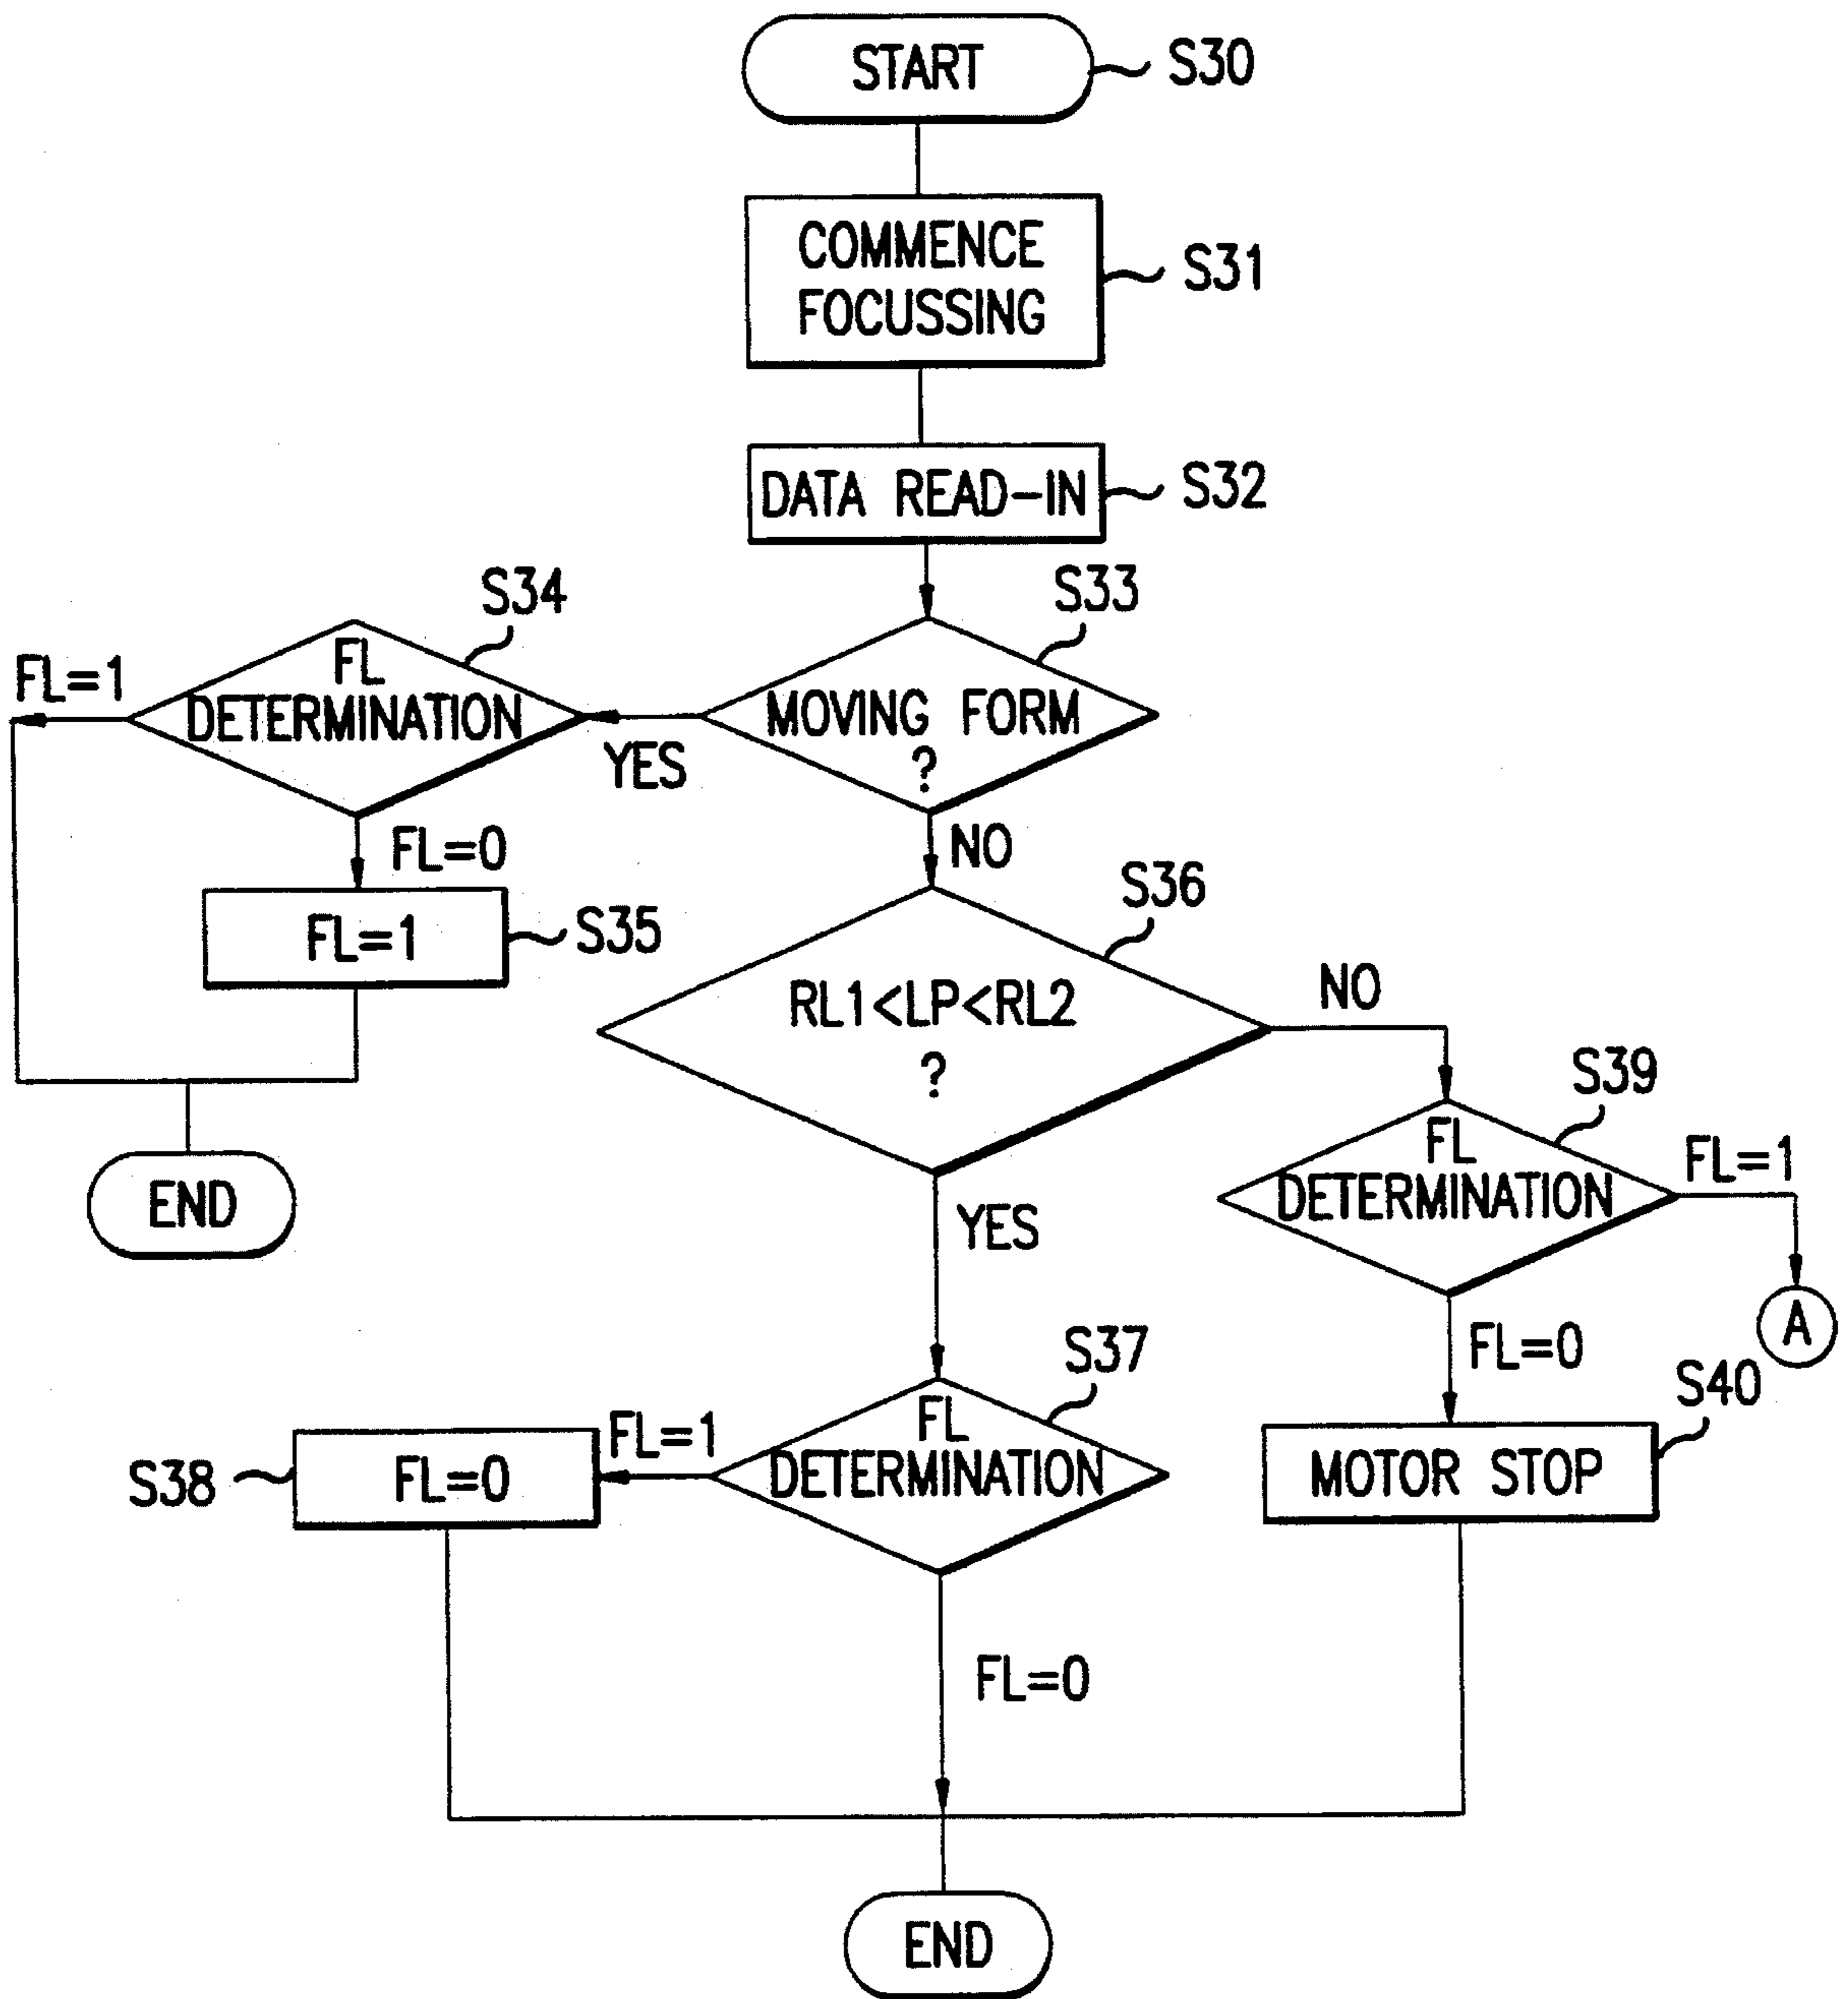 START
S30
COMMENCE
FOCUSSING
S31
DATA READ-IN
S32
S33
MOVING FORM
?
YES
NO
S34
FL
DETERMINATION
FL=1
FL=0
FL=1
S35
END
S36
RL1<LP<RL2
?
NO
YES
S39
FL
DETERMINATION
FL=1
A
FL=0
S40
MOTOR STOP
S37
FL
DETERMINATION
FL=1
S38
FL=0
FL=0
END